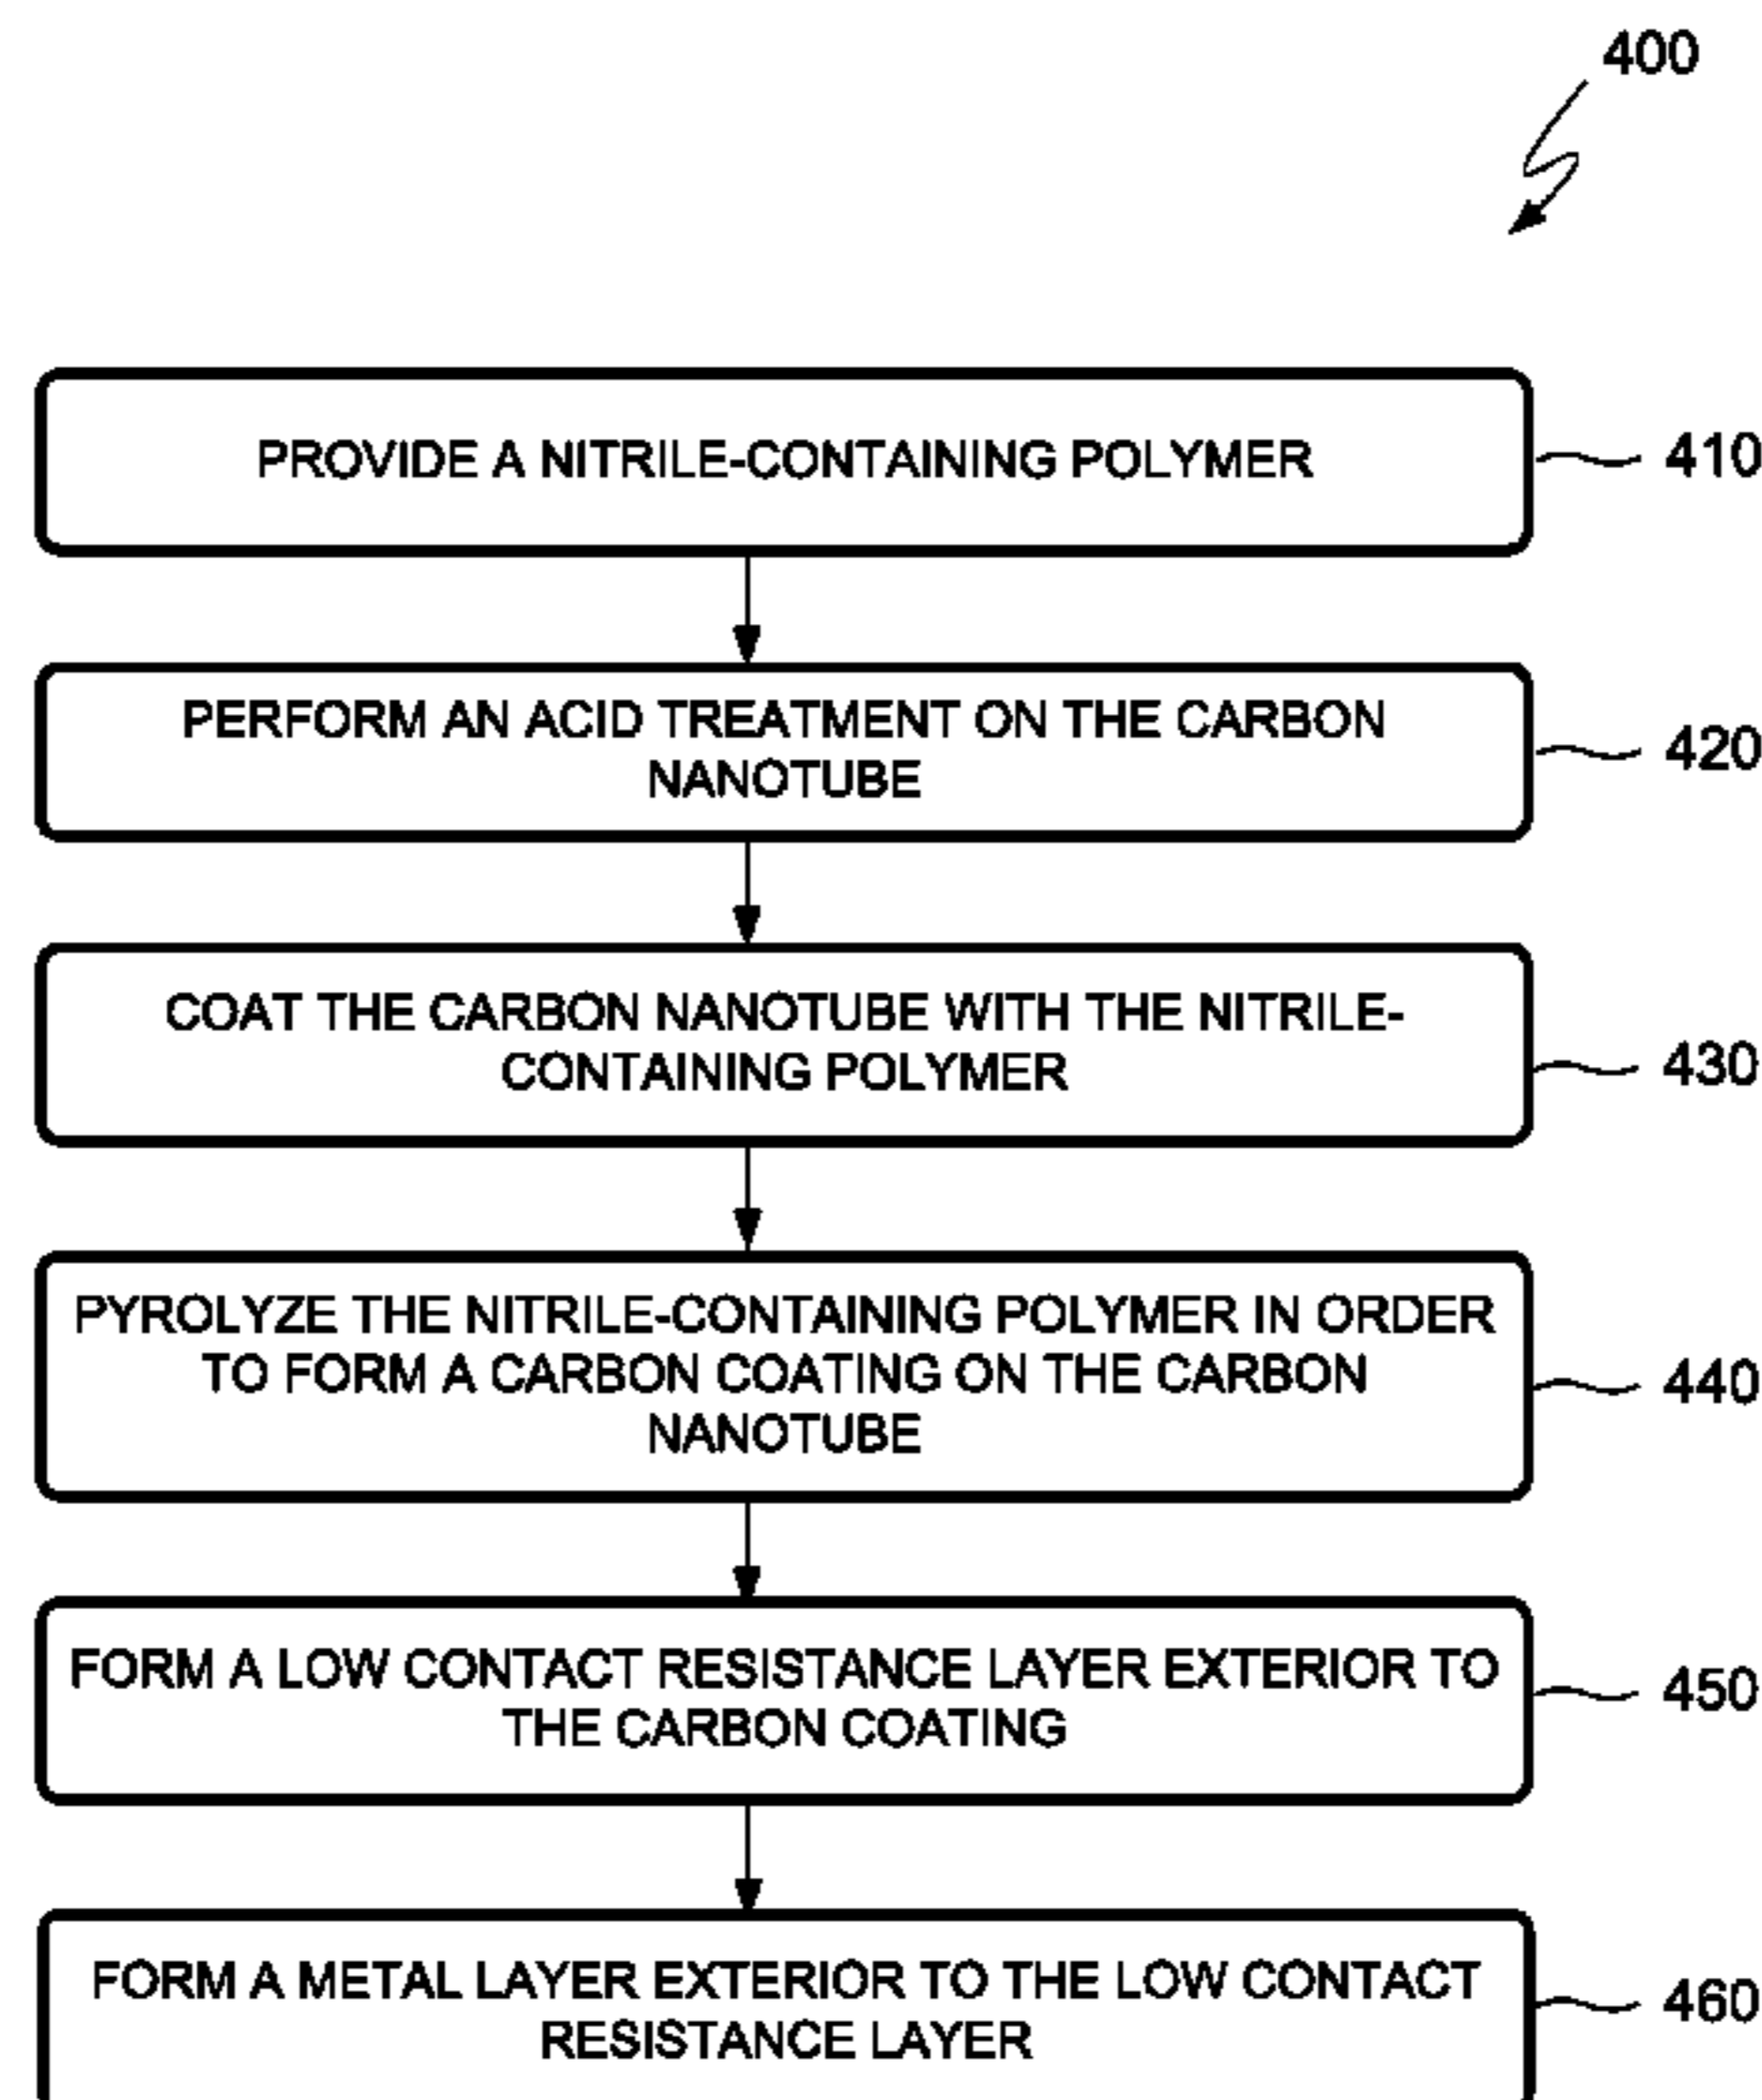 400
PROVIDE A NITRILE-CONTAINING POLYMER
410
PERFORM AN ACID TREATMENT ON THE CARBON
NANOTUBE
420
COAT THE CARBON NANOTUBE WITH THE NITRILE-
CONTAINING POLYMER
430
PYROLYZE THE NITRILE-CONTAINING POLYMER IN ORDER
TO FORM A CARBON COATING ON THE CARBON
NANOTUBE
440
FORM A LOW CONTACT RESISTANCE LAYER EXTERIOR TO
THE CARBON COATING
450
FORM A METAL LAYER EXTERIOR TO THE LOW CONTACT
RESISTANCE LAYER
460